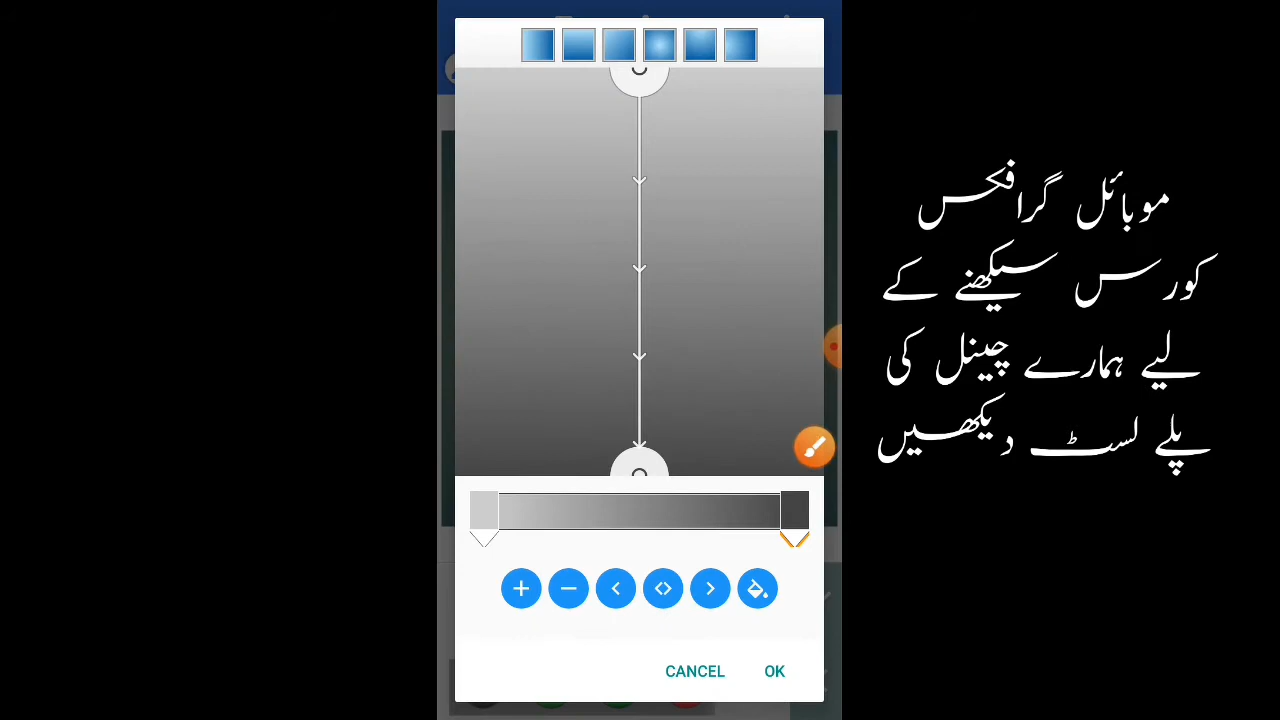 موبائل گرافکس
کورس سیکھنے کے
لیے ہمارے چینل کی
پلے لسٹ دیکھیں
CANCEL OK